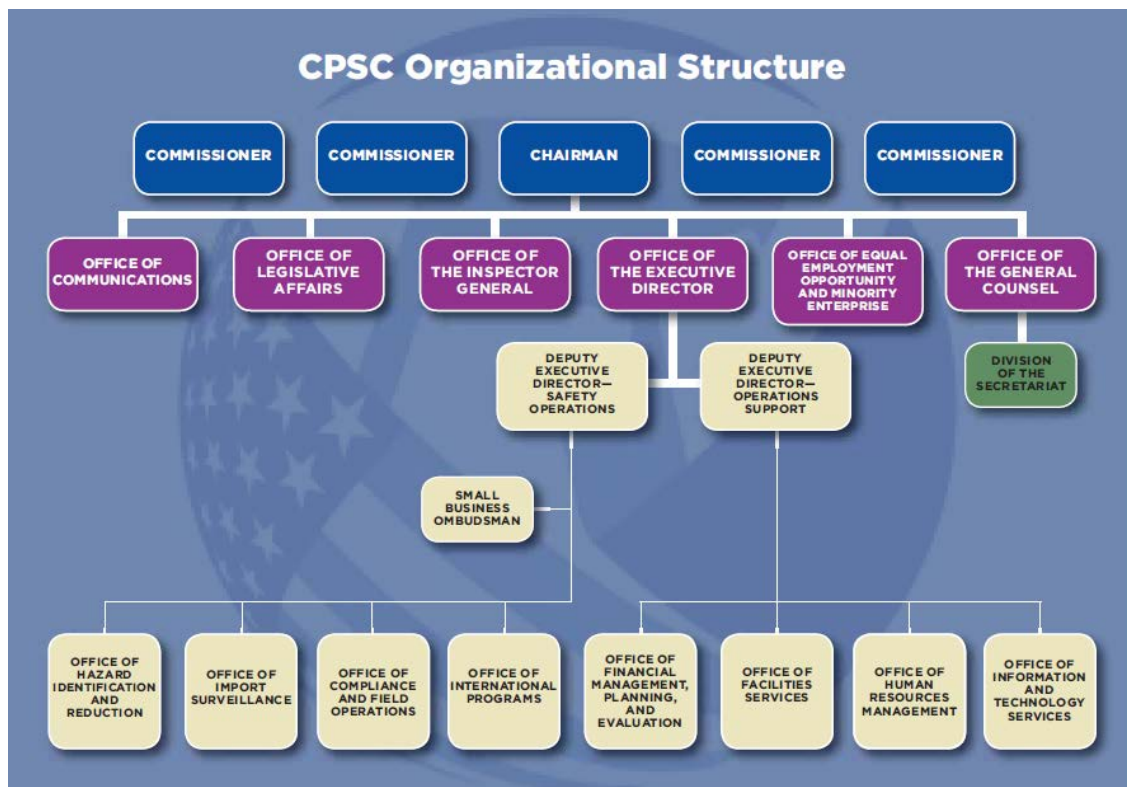 CPSC Organizational Structure
COMMISSIONER
COMMISSIONER
CHAIRMAN
COMMISSIONER
COMMISSIONER
OFFICE OF
COMMUNICATIONS
OFFICE OF
LEGISLATIVE
AFFAIRS
OFFICE OF
THE INSPECTOR
GENERAL
OFFICE OF
THE EXECUTIVE
DIRECTOR
OFFICE OF EQUAL
EMPLOYMENT
OPPORTUNITY
AND MINORITY
ENTERPRISE
OFFICE OF
THE GENERAL
COUNSEL
DEPUTY
EXECUTIVE
DIRECTOR—
SAFETY
OPERATIONS
DEPUTY
EXECUTIVE
DIRECTOR—
OPERATIONS
SUPPORT
DIVISION
OF THE
SECRETARIAT
SMALL
BUSINESS
OMBUDSMAN
OFFICE OF
HAZARD
IDENTIFICATION
AND
REDUCTION
OFFICE OF
IMPORT
SURVEILLANCE
OFFICE OF
COMPLIANCE
AND FIELD
OPERATIONS
OFFICE OF
INTERNATIONAL
PROGRAMS
OFFICE OF
FINANCIAL
MANAGEMENT,
PLANNING,
AND
EVALUATION
OFFICE OF
FACILITIES
SERVICES
OFFICE OF
HUMAN
RESOURCES
MANAGEMENT
OFFICE OF
INFORMATION
AND
TECHNOLOGY
SERVICES